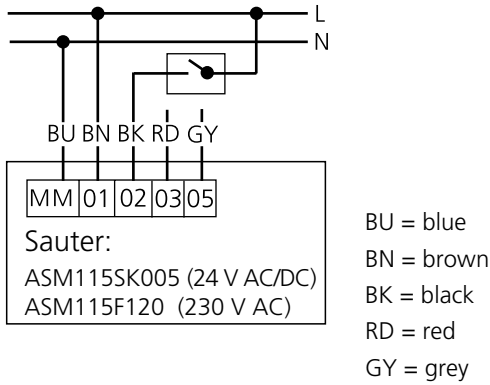 L
N
BU BN BK RD GY
MM 01 02 03 05
Sauter:
ASM115SK005 (24 V AC/DC)
ASM115F120 (230 V AC)
BU = blue
BN = brown
BK = black
RD = red
GY = grey